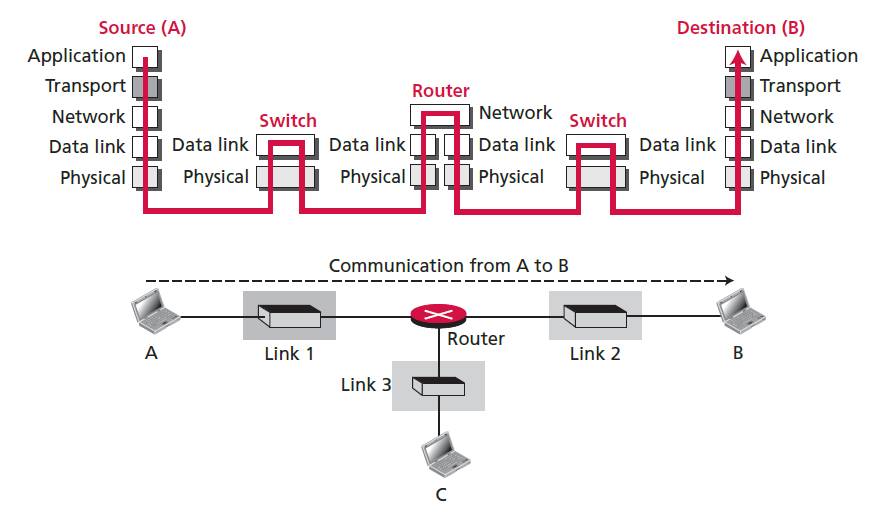 Source (A)
Destination (B)
Application
Application
Transport
Router
Transport
Network
Switch
Network
Switch
Network
Data link
Data link
Data link
Data link
Data link
Data link
Physical
Physical
Physical
Physical
Physical
Physical
Communication from A to B
Router
A
Link 1
Link 2
B
Link 3
C